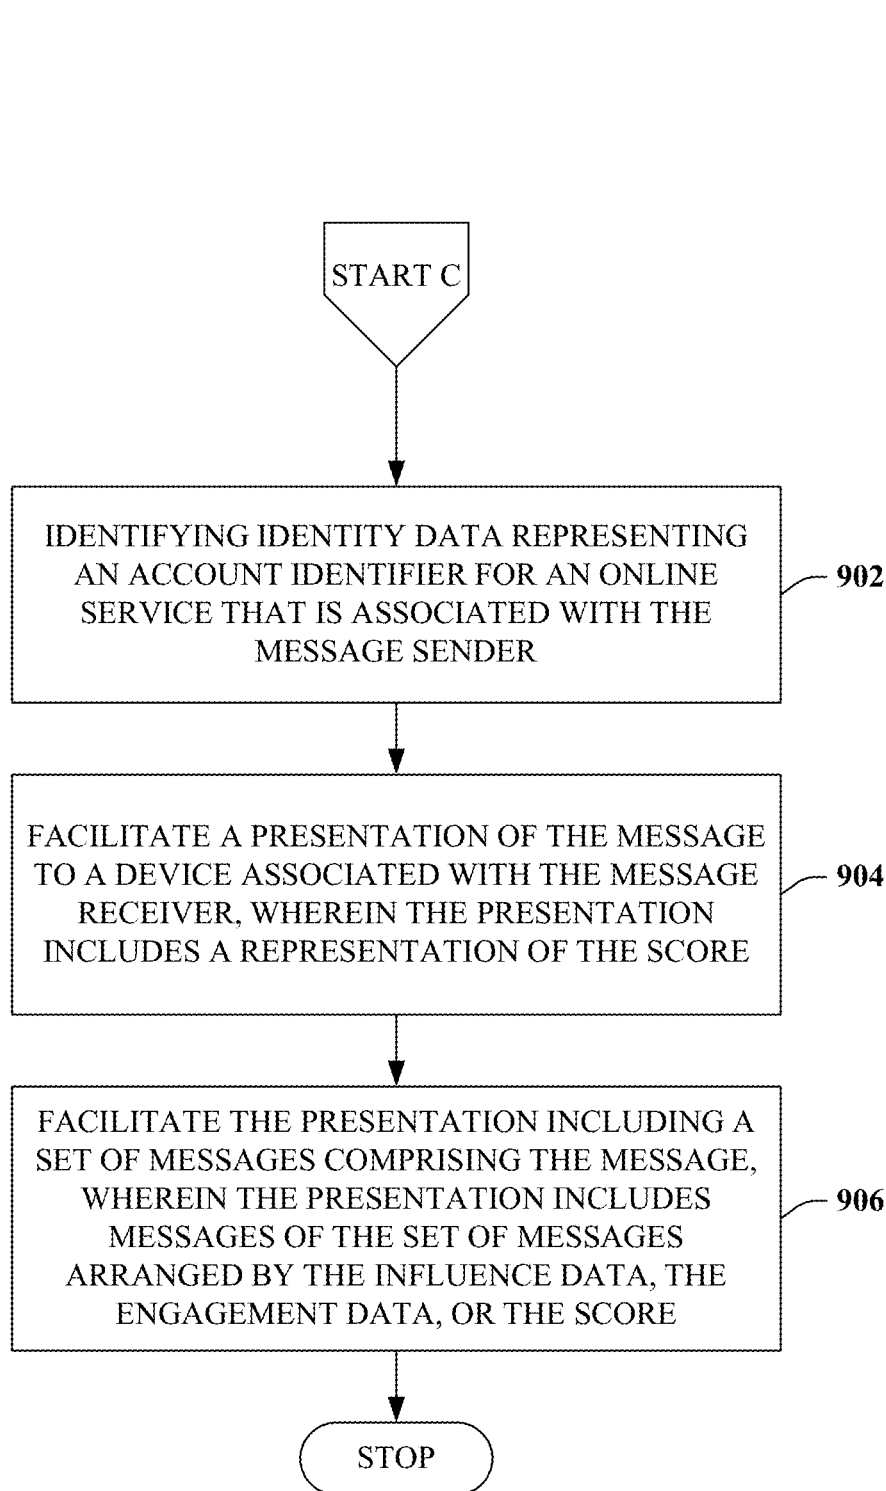 START C
IDENTIFYING IDENTITY DATA REPRESENTING
AN ACCOUNT IDENTIFIER FOR AN ONLINE
SERVICE THAT IS ASSOCIATED WITH THE
MESSAGE SENDER
902
FACILITATE A PRESENTATION OF THE MESSAGE
TO A DEVICE ASSOCIATED WITH THE MESSAGE
RECEIVER, WHEREIN THE PRESENTATION
INCLUDES A REPRESENTATION OF THE SCORE
904
FACILITATE THE PRESENTATION INCLUDING A
SET OF MESSAGES COMPRISING THE MESSAGE,
WHEREIN THE PRESENTATION INCLUDES
MESSAGES OF THE SET OF MESSAGES
ARRANGED BY THE INFLUENCE DATA, THE
ENGAGEMENT DATA, OR THE SCORE
906
STOP